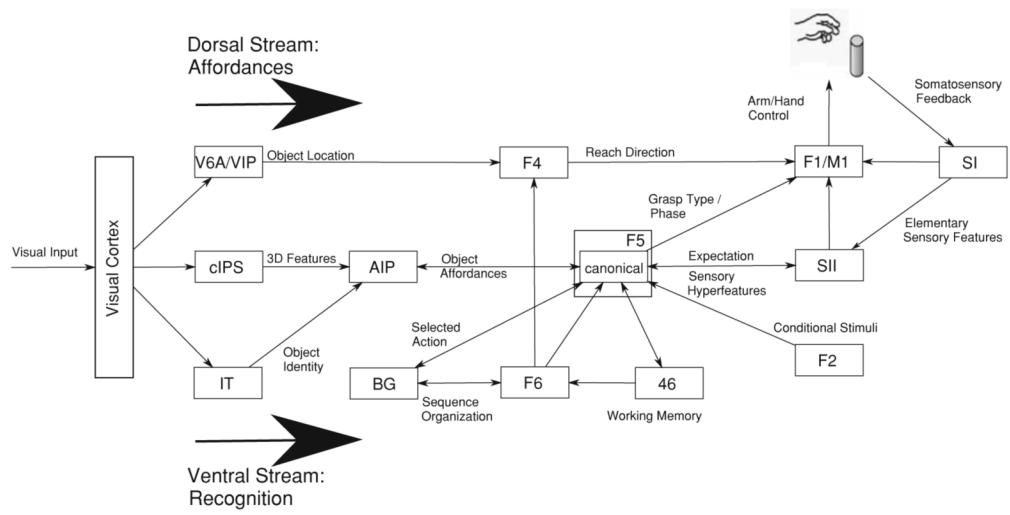 Dorsal Stream:
Affordances
Somatosensory
Feedback
Arm/Hand
Control
V6A/VIP
Object Location
F4
Reach Direction
F1/M1
SI
Grasp Type /
Phase
Elementary
Sensory Features
Visual Input
Visual Cortex
cIPS
3D Features
AIP
Object
Affordances
F5
canonical
Expectation
Sensory
Hyperfeatures
SII
Selected
Action
Conditional Stimuli
F2
Object
Identity
IT
BG
Sequence
Organization
F6
46
Working Memory
Ventral Stream:
Recognition